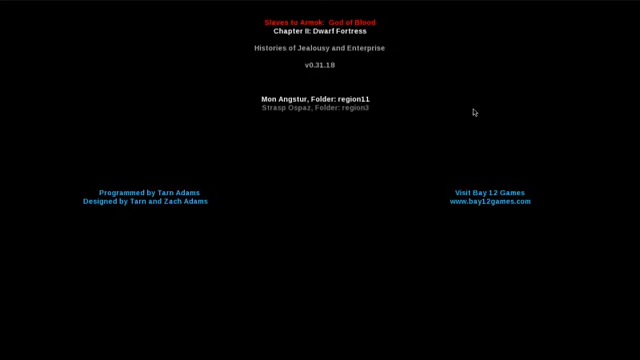 Slaves to Armok: God of Blood
Chapter II: Dwarf Fortress
Histories of Jealousy and Enterprise
v0.31.18
Mon Angstur, Folder: region11
Strasp Ospaz, Folder: region3
Programmed by Tarn Adams
Designed by Tarn and Zach Adams
Visit Bay 12 Games
www.bay12games.com